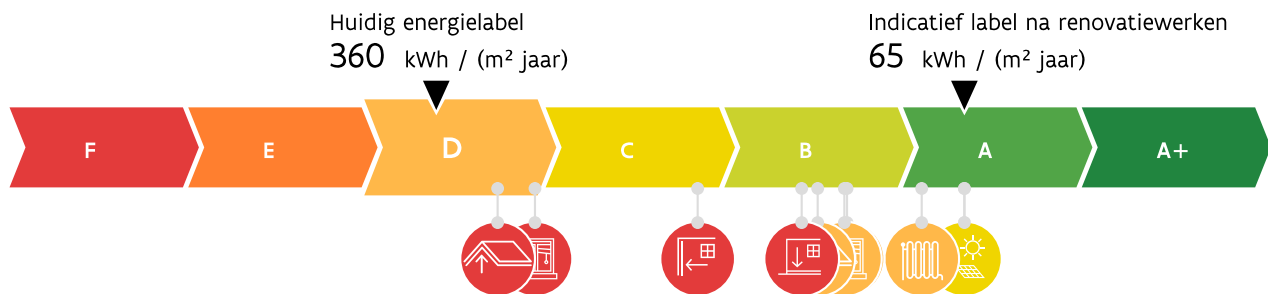 Huidig energielabel
360 kWh / (m² jaar)
Indicatief label na renovatiewerken
65 kWh / (m² jaar)
F E D C B A A+